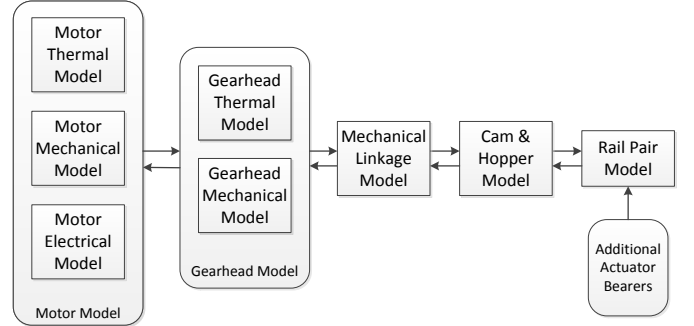 Motor
Thermal
Model
Motor
Mechanical
Model
Motor
Electrical
Model
Motor Model
Gearhead
Thermal
Model
Gearhead
Mechanical
Model
Gearhead Model
Mechanical
Linkage
Model
Cam &
Hopper
Model
Rail Pair
Model
Additional
Actuator
Bearers